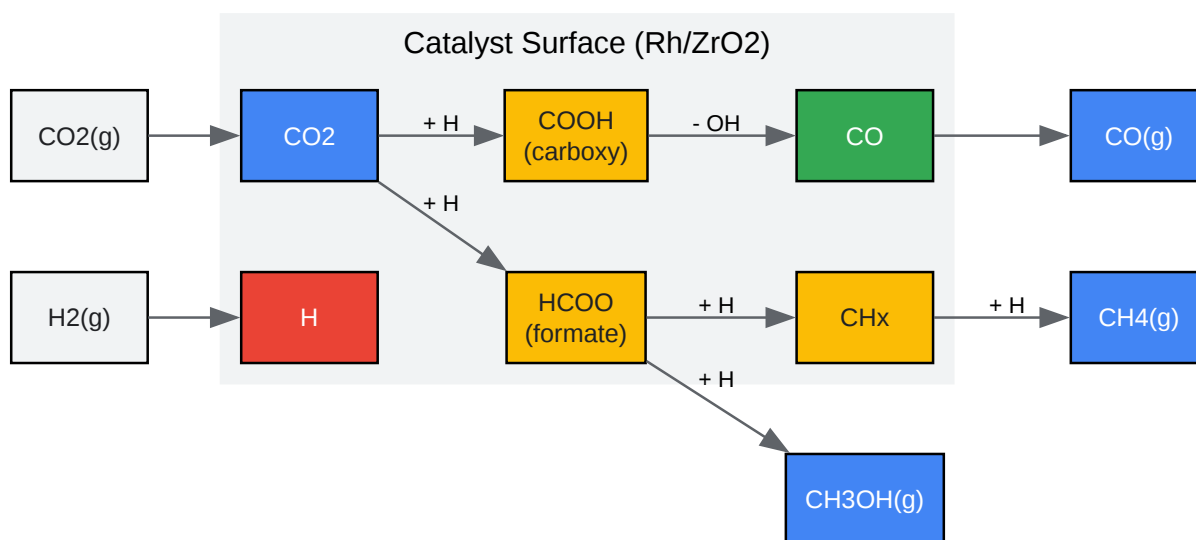 Catalyst Surface (Rh/ZrO2)
CO2(g)
CO2
+ H
COOH
(carboxy)
- OH
CO
CO(g)
+ H
H2(g)
H
HCOO
(formate)
+ H
CHx
+ H
CH4(g)
+ H
CH3OH(g)